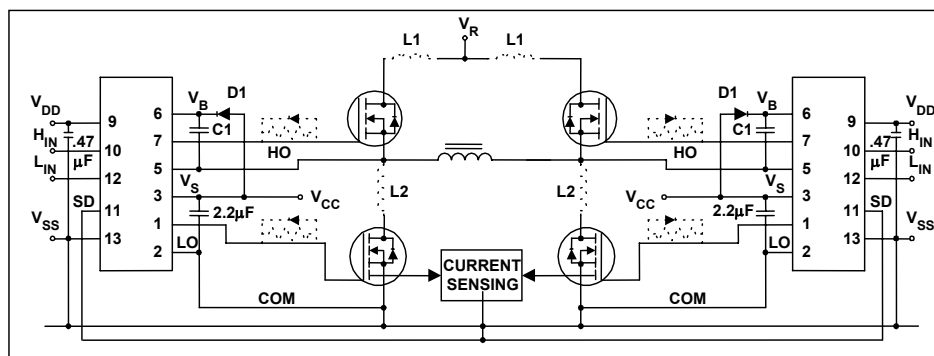 V_R
L1 L1
D1 D1
V_B V_B
V_DD 6 6 V_DD
9 C1 C1 9
H_IN .47 7 7 .47 H_IN
10 HO HO 10
L_IN μF 5 5 μF L_IN
12 V_S V_S 12
3 L2 L2 3
SD 11 V_CC V_CC 11 SD
2.2μF 2.2μF
V_SS 1 1 V_SS
13 LO 13
2 CURRENT 2
SENSING
COM COM